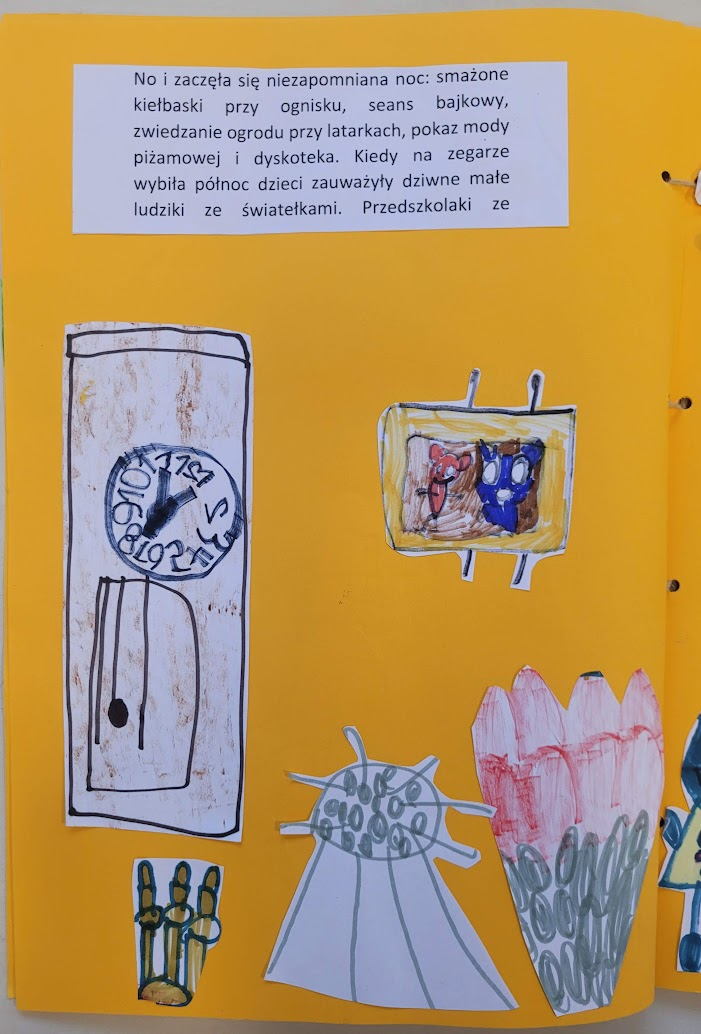 No i zaczęła się niezapomniana noc: smażone
kiełbaski przy ognisku, seans bajkowy,
zwiedzanie ogrodu przy latarkach, pokaz mody
piżamowej i dyskoteka. Kiedy na zegarze
wybiła północ dzieci zauważyły dziwne małe
ludziki ze światełkami. Przedszkolaki ze